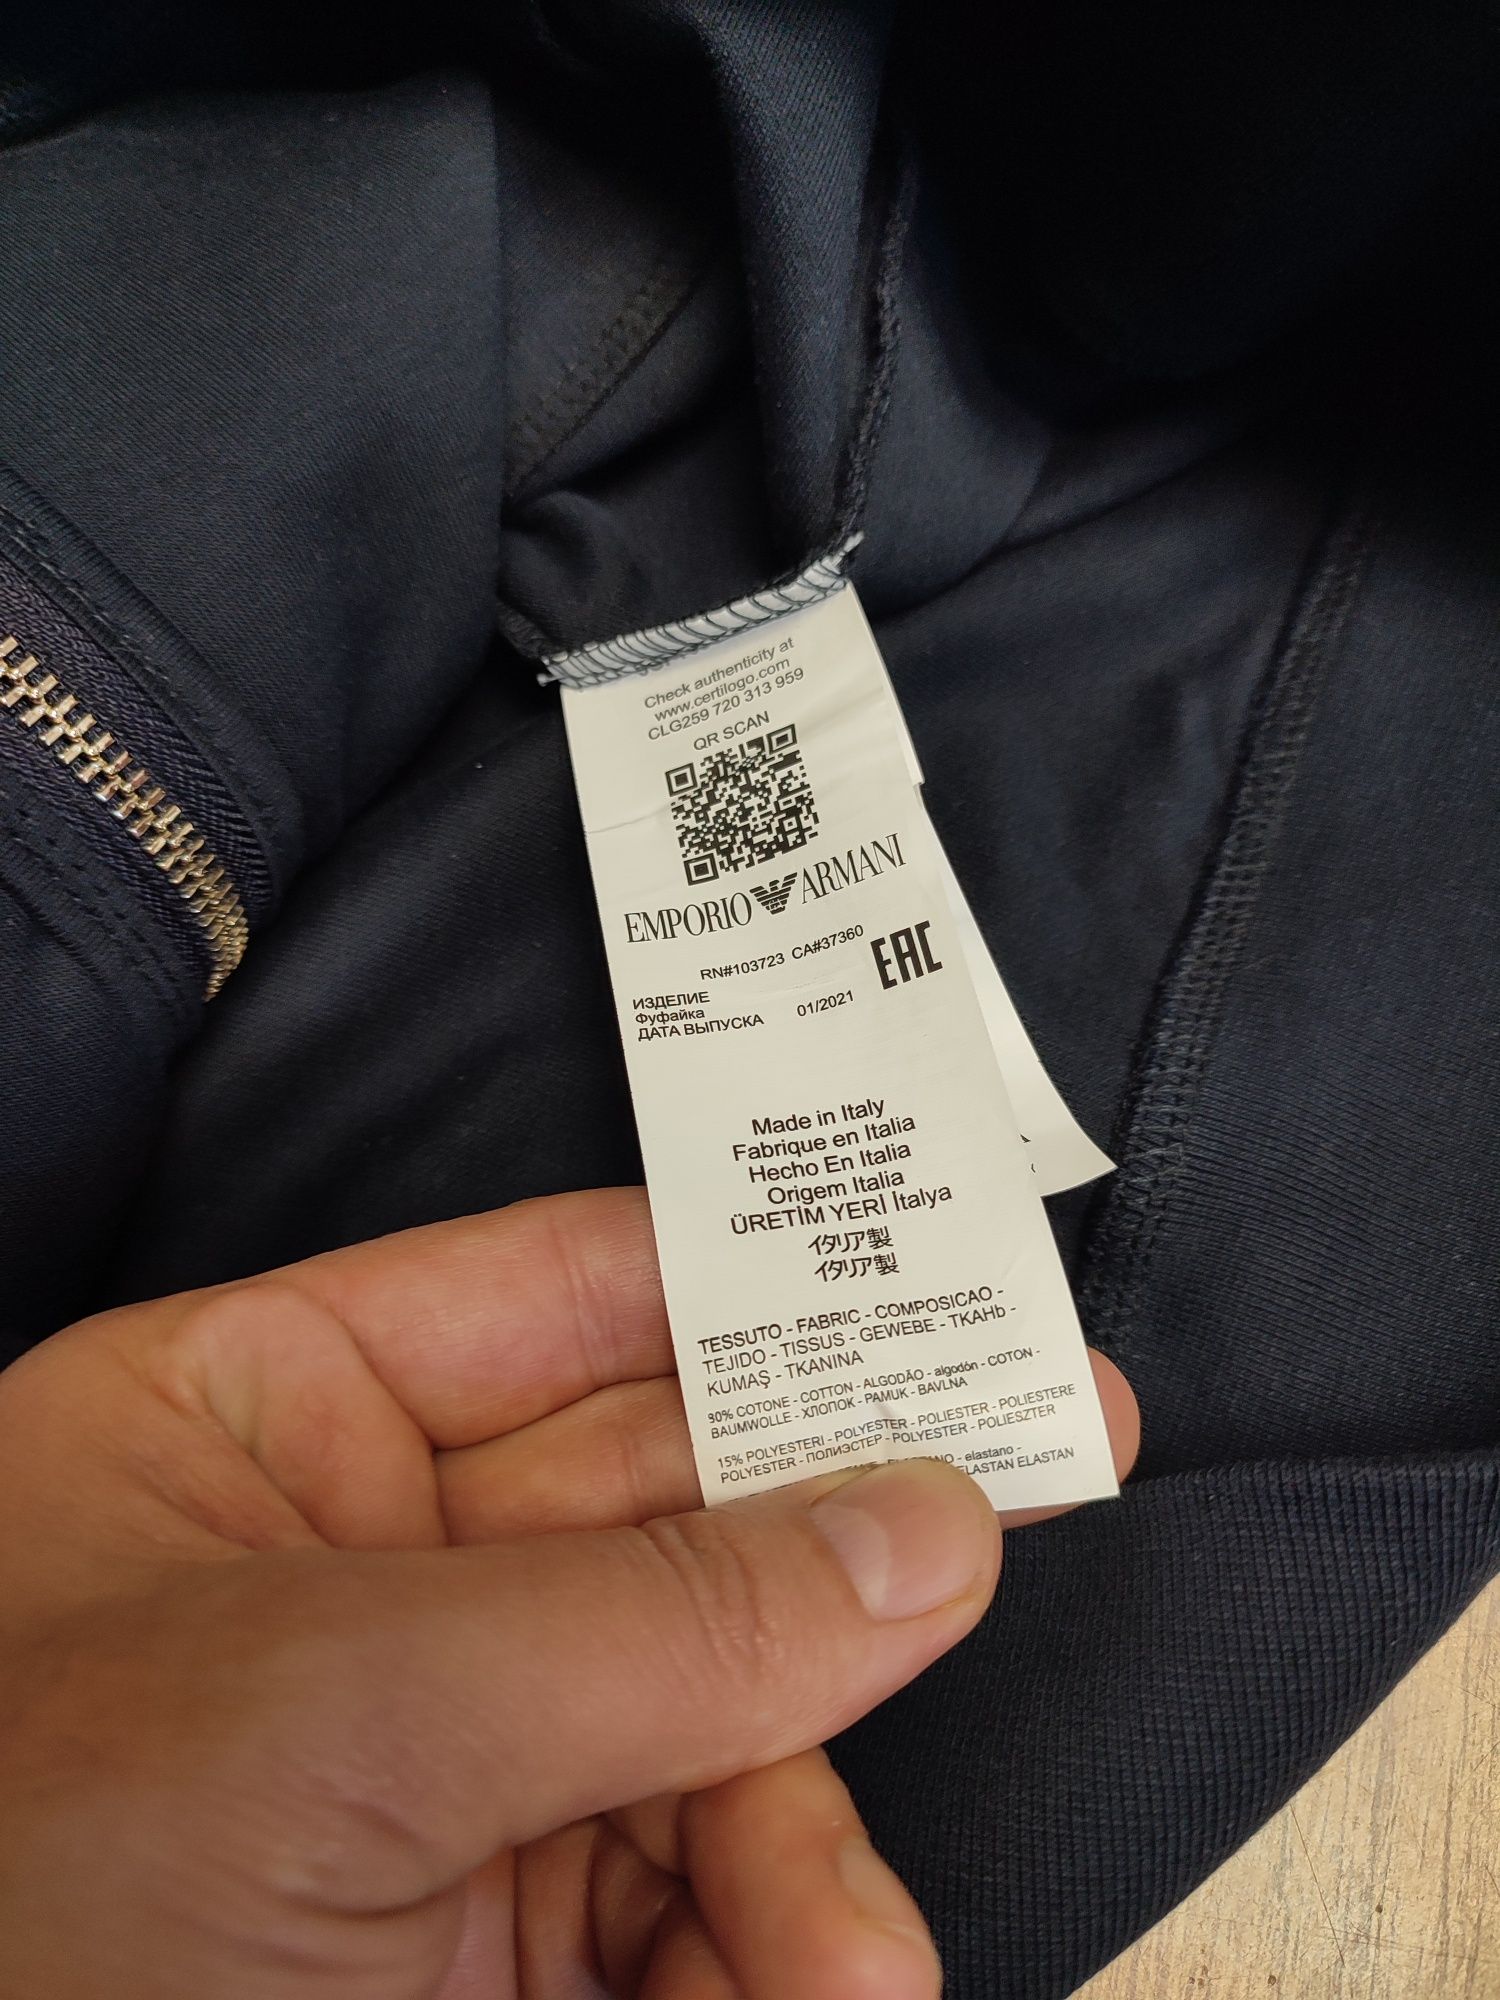 Check authenticity at
www.certilogo.com
CLG259 720 313 959
QR SCAN
EMPORIO ARMANI
RN#103723 CA#37360
EAC
ИЗДЕЛИЕ
Фуфайка
ДАТА ВЫПУСКА 01/2021
Made in Italy
Fabrique en Italia
Hecho En Italia
Origem Italia
ÜRETİM YERİ İtalya
イタリア製
イタリア製
TESSUTO - FABRIC - COMPOSICAO -
TEJIDO - TISSUS - GEWEBE - TKAHb -
KUMAŞ - TKANINA
80% COTONE - COTTON - ALGODÃO - algodón - COTON -
BAUMWOLLE - ХЛОПОК - PAMUK - BAVLNA
15% POLYESTERI - POLYESTER - POLIESTER - POLIESTERE
POLYESTER - ПОЛИЭСТЕР - POLYESTER - POLIESZTER
- elastano -
ELASTAN ELASTAN